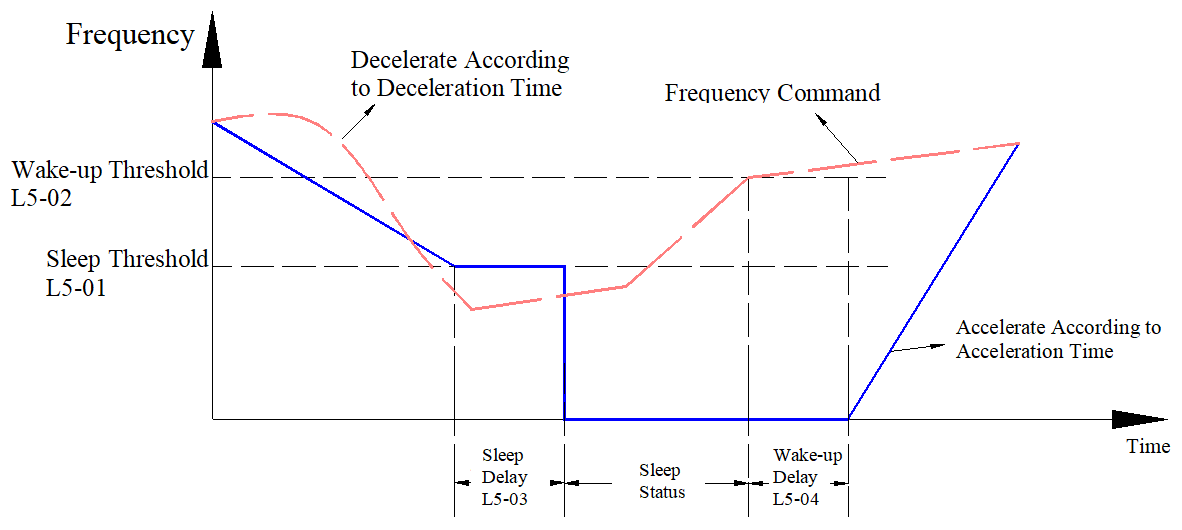 Frequency
Decelerate According
to Deceleration Time
Frequency Command
Wake-up Threshold
L5-02
Sleep Threshold
L5-01
Accelerate According to
Acceleration Time
Time
Sleep
Delay
L5-03
Sleep
Status
Wake-up
Delay
L5-04